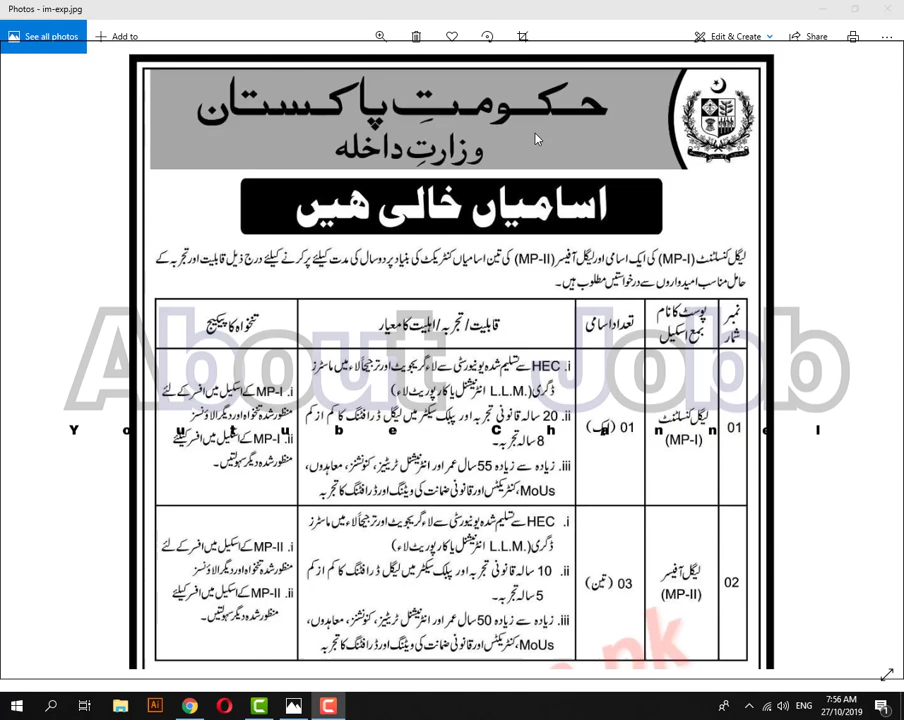 Photos - im-exp.jpg
See all photos
Add to
Edit & Create
Share
حکومتِ پاکستان
وزارتِ داخلہ
اسامیاں خالی ھیں
لیگل کنسلٹنٹ (MP-I) کی ایک اسامی اور لیگل آفیسر (MP-II) کی تین اسامیاں کنٹریکٹ کی بنیاد پر دو سال کی مدت کیلئے پر کرنے کیلئے درج ذیل قابلیت اور تجربہ کے
حامل مناسب امیدواروں سے درخواستیں مطلوب ہیں۔
نمبر شمار
پوسٹ کا نام بمع اسکیل
تعداد اسامی
قابلیت/تجربہ/اہلیت کا معیار
تنخواہ کا پیکیج
01
لیگل کنسلٹنٹ
(MP-I)
01 (ایک)
i. HEC سے تسلیم شدہ یونیورسٹی سے لاء گریجویٹ اور ترجیحاً لاء میں ماسٹرز
ڈگری (L.L.M. انٹرنیشنل یا کارپوریٹ لاء)
ii. 20 سالہ قانونی تجربہ اور پبلک سیکٹر میں لیگل ڈرافٹنگ کا کم از کم
8 سالہ تجربہ۔
iii. زیادہ سے زیادہ 55 سال عمر اور انٹرنیشنل ٹریٹیز، کنونشنز، معاہدوں،
MoUs، کنٹریکٹس اور قانونی ضمانت کی ویٹنگ اور ڈرافٹنگ کا تجربہ
i. MP-I کے اسکیل میں افسر کے لئے
منظور شدہ تنخواہ اور دیگر الاؤنسز
ii. MP-I کے اسکیل میں افسر کیلئے
منظور شدہ دیگر سہولتیں۔
02
لیگل آفیسر
(MP-II)
03 (تین)
i. HEC سے تسلیم شدہ یونیورسٹی سے لاء گریجویٹ اور ترجیحاً لاء میں ماسٹرز
ڈگری (L.L.M. انٹرنیشنل یا کارپوریٹ لاء)
ii. 10 سالہ قانونی تجربہ اور پبلک سیکٹر میں لیگل ڈرافٹنگ کا کم از کم
5 سالہ تجربہ۔
iii. زیادہ سے زیادہ 50 سال عمر اور انٹرنیشنل ٹریٹیز، کنونشنز، معاہدوں،
MoUs، کنٹریکٹس اور قانونی ضمانت کی ویٹنگ اور ڈرافٹنگ کا تجربہ
i. MP-II کے اسکیل میں افسر کے لئے
منظور شدہ تنخواہ اور دیگر الاؤنسز
ii. MP-II کے اسکیل میں افسر کیلئے
منظور شدہ دیگر سہولتیں۔
About Jobb
Youtube Channel
.pk
ENG
7:56 AM
27/10/2019
1